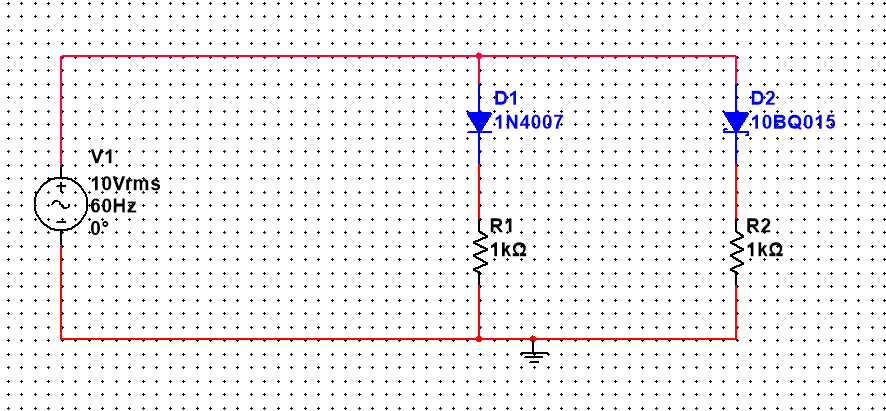 V1
10Vrms
60Hz
0°
D1
1N4007
D2
10BQ015
R1
1kΩ
R2
1kΩ